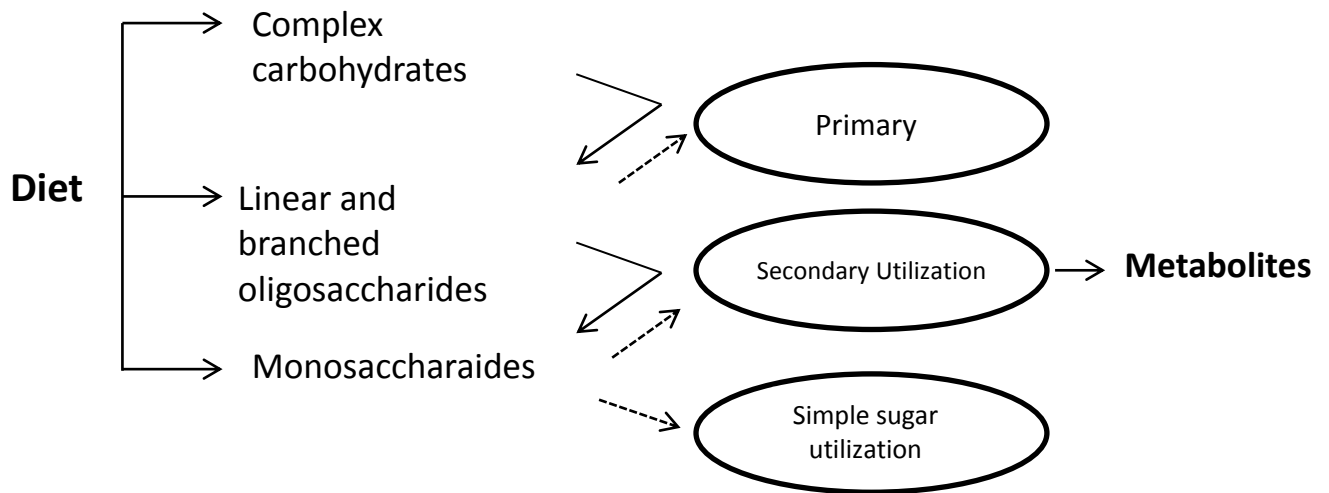 Complex
carbohydrates
Primary
Diet
Linear and
branched
oligosaccharides
Secondary Utilization
Metabolites
Monosaccharaides
Simple sugar
utilization